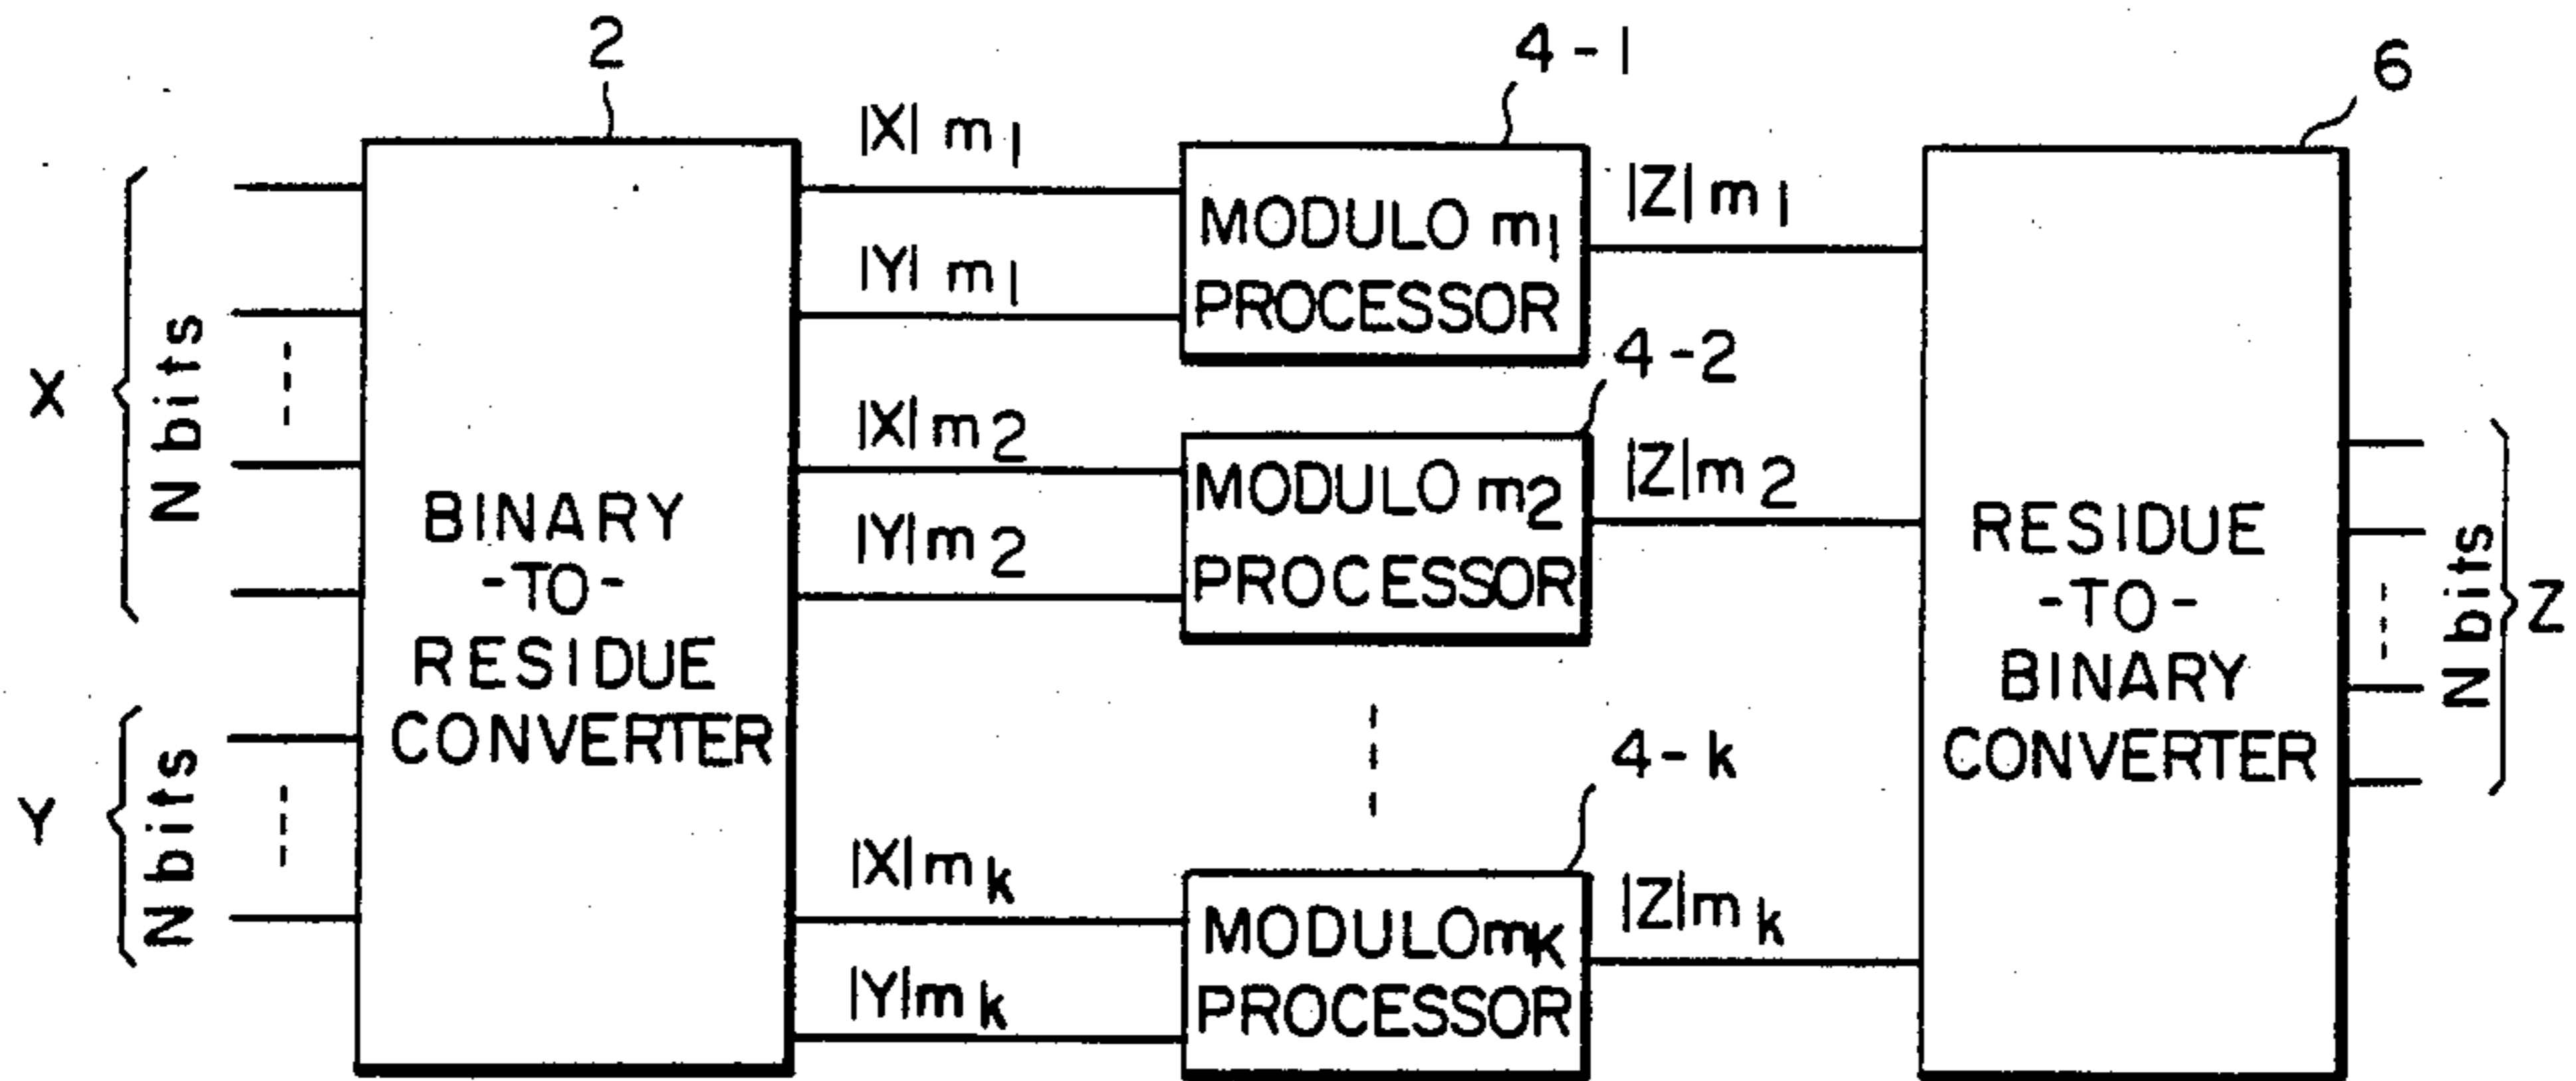 2
4-1
6
|X| m1
|Y| m1
MODULO m1
PROCESSOR
|Z| m1
X
N bits
4-2
|X| m2
|Y| m2
MODULO m2
PROCESSOR
|Z| m2
BINARY
-TO-
RESIDUE
CONVERTER
RESIDUE
-TO-
BINARY
CONVERTER
N bits
Z
Y
N bits
4-k
|X| mk
|Y| mk
MODULO mK
PROCESSOR
|Z| mk